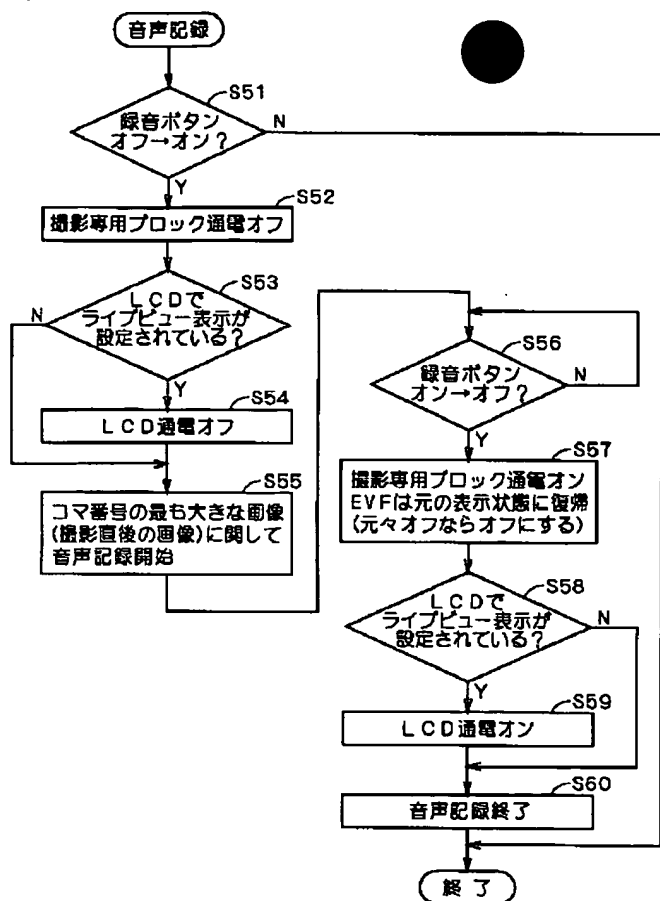 音声記録
S51
録音ボタン
オフ→オン？
N
Y
S52
撮影専用ブロック通電オフ
S53
LCDで
ライブビュー表示が
設定されている？
N
Y
S54
LCD通電オフ
S55
コマ番号の最も大きな画像
(撮影直後の画像)に関して
音声記録開始
S56
録音ボタン
オン→オフ？
N
Y
S57
撮影専用ブロック通電オン
EVFは元の表示状態に復帰
(元々オフならオフにする)
S58
LCDで
ライブビュー表示が
設定されている？
N
Y
S59
LCD通電オン
S60
音声記録終了
終了